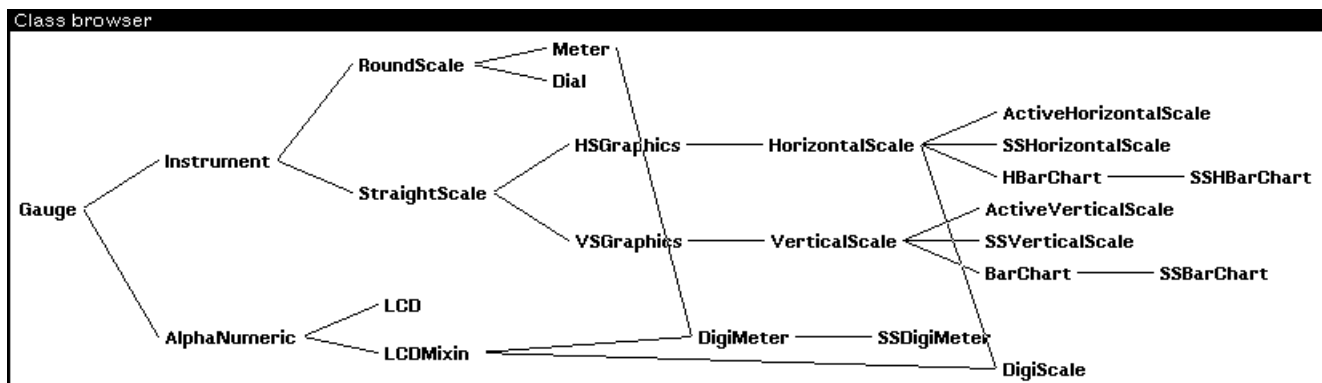 Class browser
Meter
RoundScale
Dial
ActiveHorizontalScale
HSGraphics HorizontalScale SSHorizontalScale
Instrument
HBarChart SSHBarChart
StraightScale
Gauge
ActiveVerticalScale
VSGraphics VerticalScale SSVerticalScale
BarChart SSBarChart
LCD
AlphaNumeric
DigiMeter SSDigiMeter
LCDMixin
DigiScale